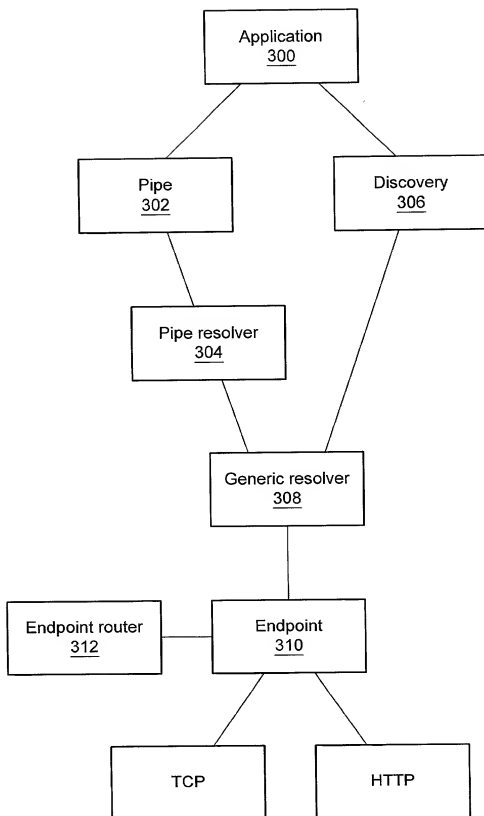 Application
300
Pipe
302
Discovery
306
Pipe resolver
304
Generic resolver
308
Endpoint router
312
Endpoint
310
TCP
HTTP